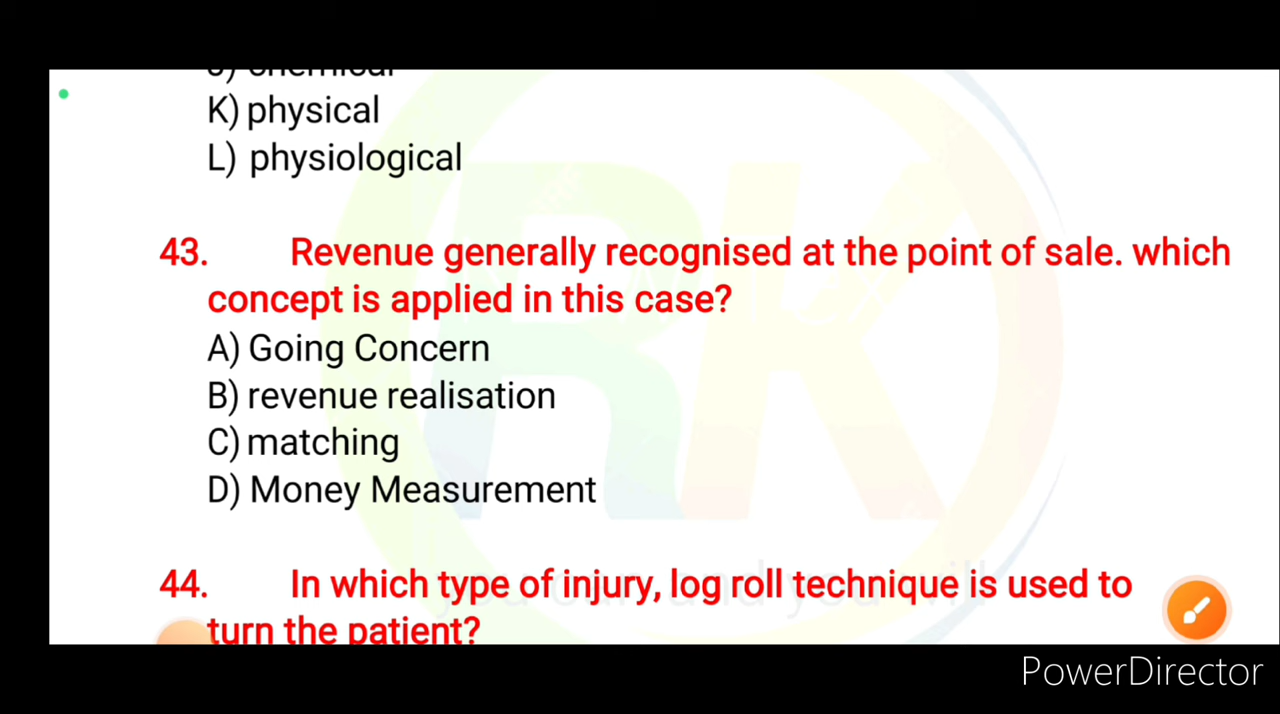 J) chemical
K) physical
L) physiological
43. Revenue generally recognised at the point of sale. which
concept is applied in this case?
A) Going Concern
B) revenue realisation
C) matching
D) Money Measurement
44. In which type of injury, log roll technique is used to
turn the patient?
PowerDirector